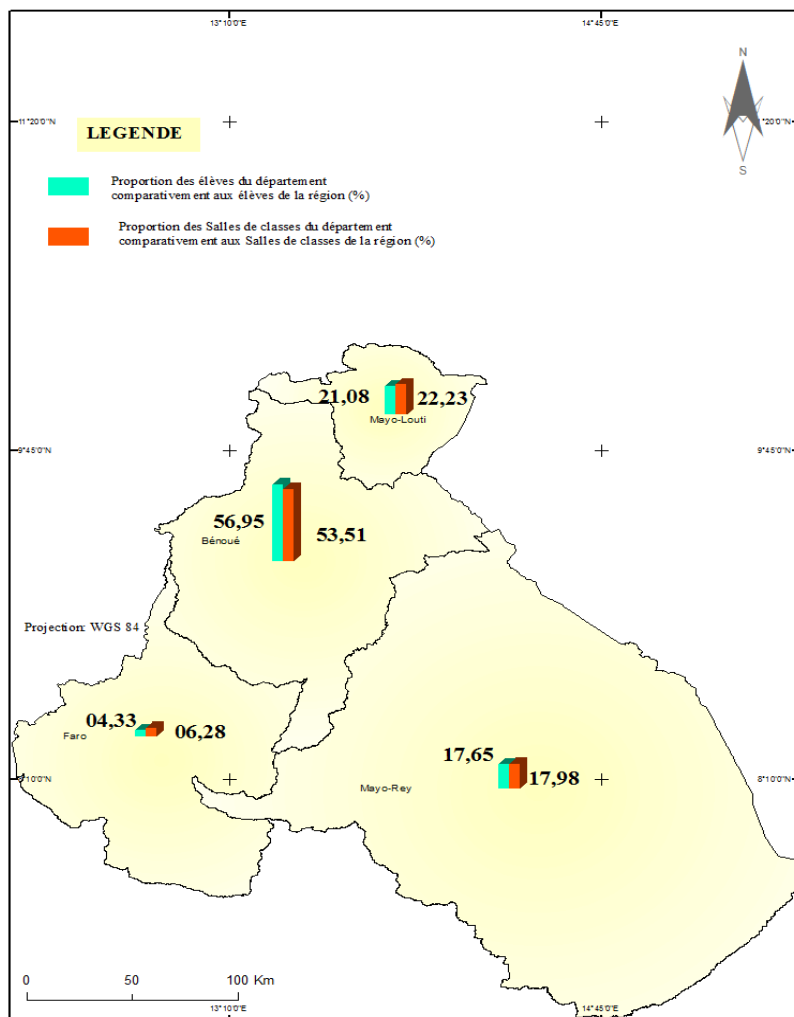 13°10'0"E 14°45'0"E
N
S
11°20'0"N 11°20'0"N
LEGENDE
Proportion des élèves du département
comparativement aux élèves de la région (%)
Proportion des Salles de classes du département
comparativement aux Salles de classes de la région (%)
21,08 22,23
Mayo-Louti
9°45'0"N 9°45'0"N
56,95 53,51
Bénoué
Projection: WGS 84
04,33 06,28
Faro
17,65 17,98
8°10'0"N 8°10'0"N
Mayo-Rey
0 50 100 Km
13°10'0"E 14°45'0"E